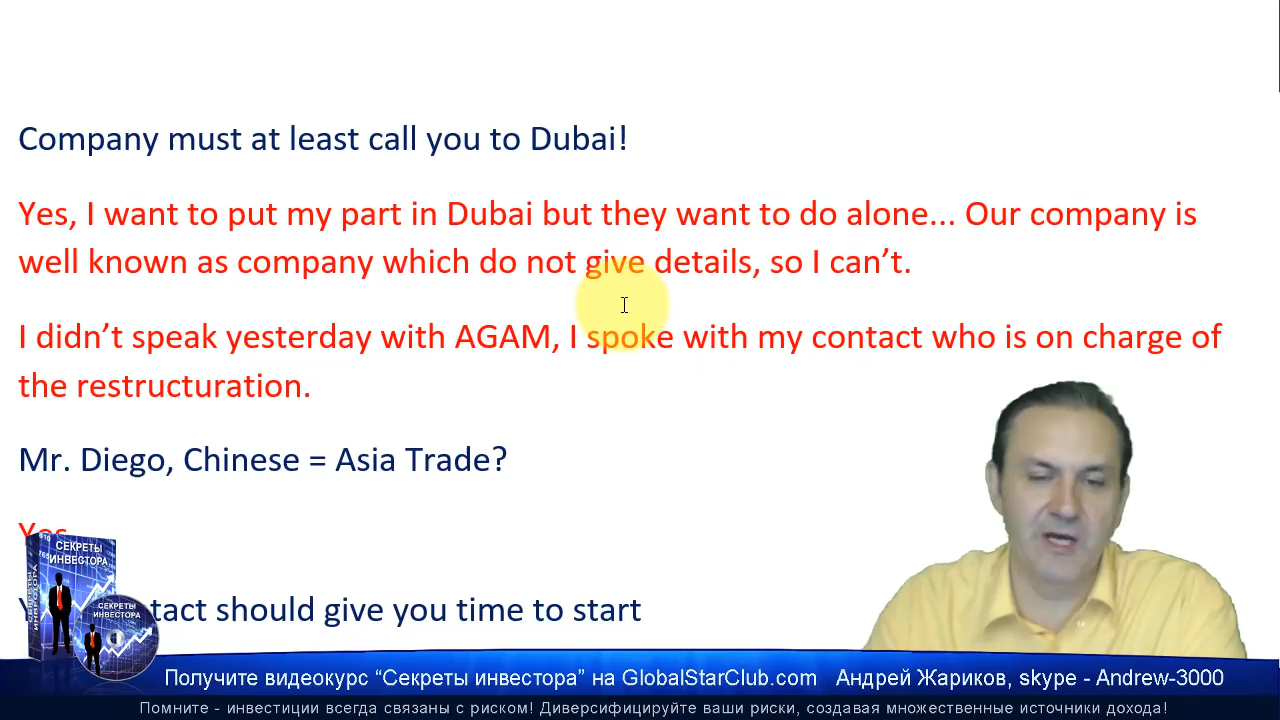 Company must at least call you to Dubai!
Yes, I want to put my part in Dubai but they want to do alone... Our company is
well known as company which do not give details, so I can’t.
I didn’t speak yesterday with AGAM, I spoke with my contact who is on charge of
the restructuration.
Mr. Diego, Chinese = Asia Trade?
Yes
should give you time to start
СЕКРЕТЫ
ИНВЕСТОРА
СЕКРЕТЫ
ИНВЕСТОРА
СЕКРЕТЫ
ИНВЕСТОРА
Получите видеокурс “Секреты инвестора” на GlobalStarClub.com Андрей Жариков, skype - Andrew-3000
Помните - инвестиции всегда связаны с риском! Диверсифицируйте ваши риски, создавая множественные источники дохода!